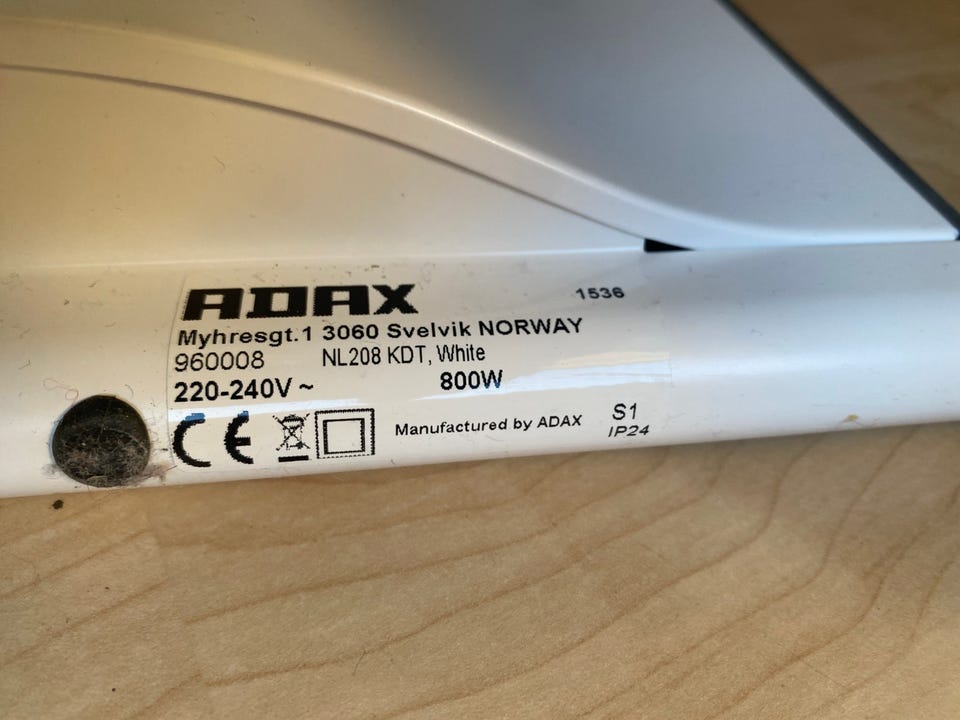 ADAX 1536
Myhresgt.1 3060 Svelvik NORWAY
960008 NL208 KDT, White
220-240V ~ 800W
CE Manufactured by ADAX S1
IP24